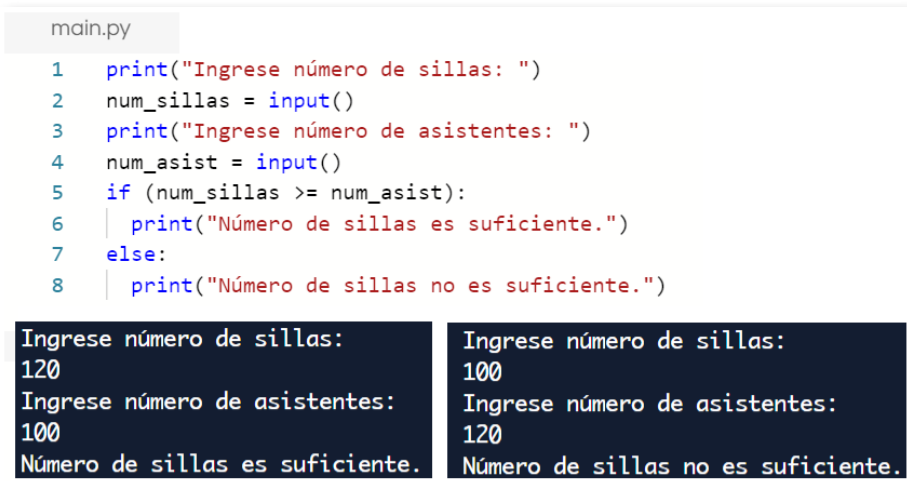 main.py
1 print("Ingrese número de sillas: ")
2 num_sillas = input()
3 print("Ingrese número de asistentes: ")
4 num_asist = input()
5 if (num_sillas >= num_asist):
6 print("Número de sillas es suficiente.")
7 else:
8 print("Número de sillas no es suficiente.")
Ingrese número de sillas:
120
Ingrese número de asistentes:
100
Número de sillas es suficiente.
Ingrese número de sillas:
100
Ingrese número de asistentes:
120
Número de sillas no es suficiente.